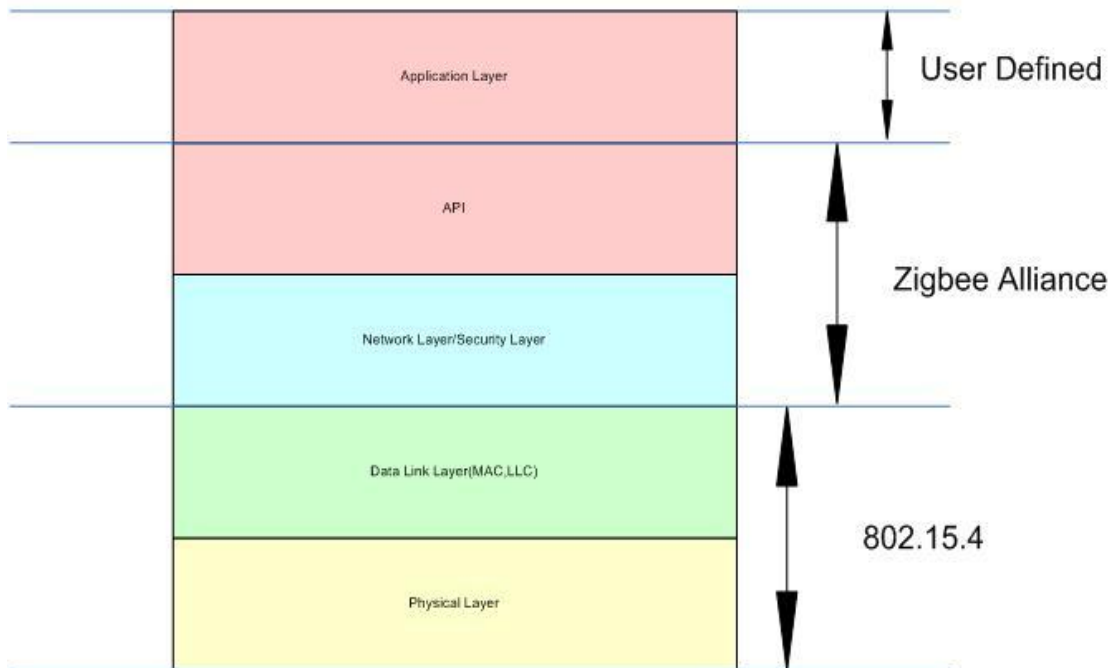 Application Layer
User Defined
API
Zigbee Alliance
Network Layer/Security Layer
Data Link Layer(MAC,LLC)
802.15.4
Physical Layer